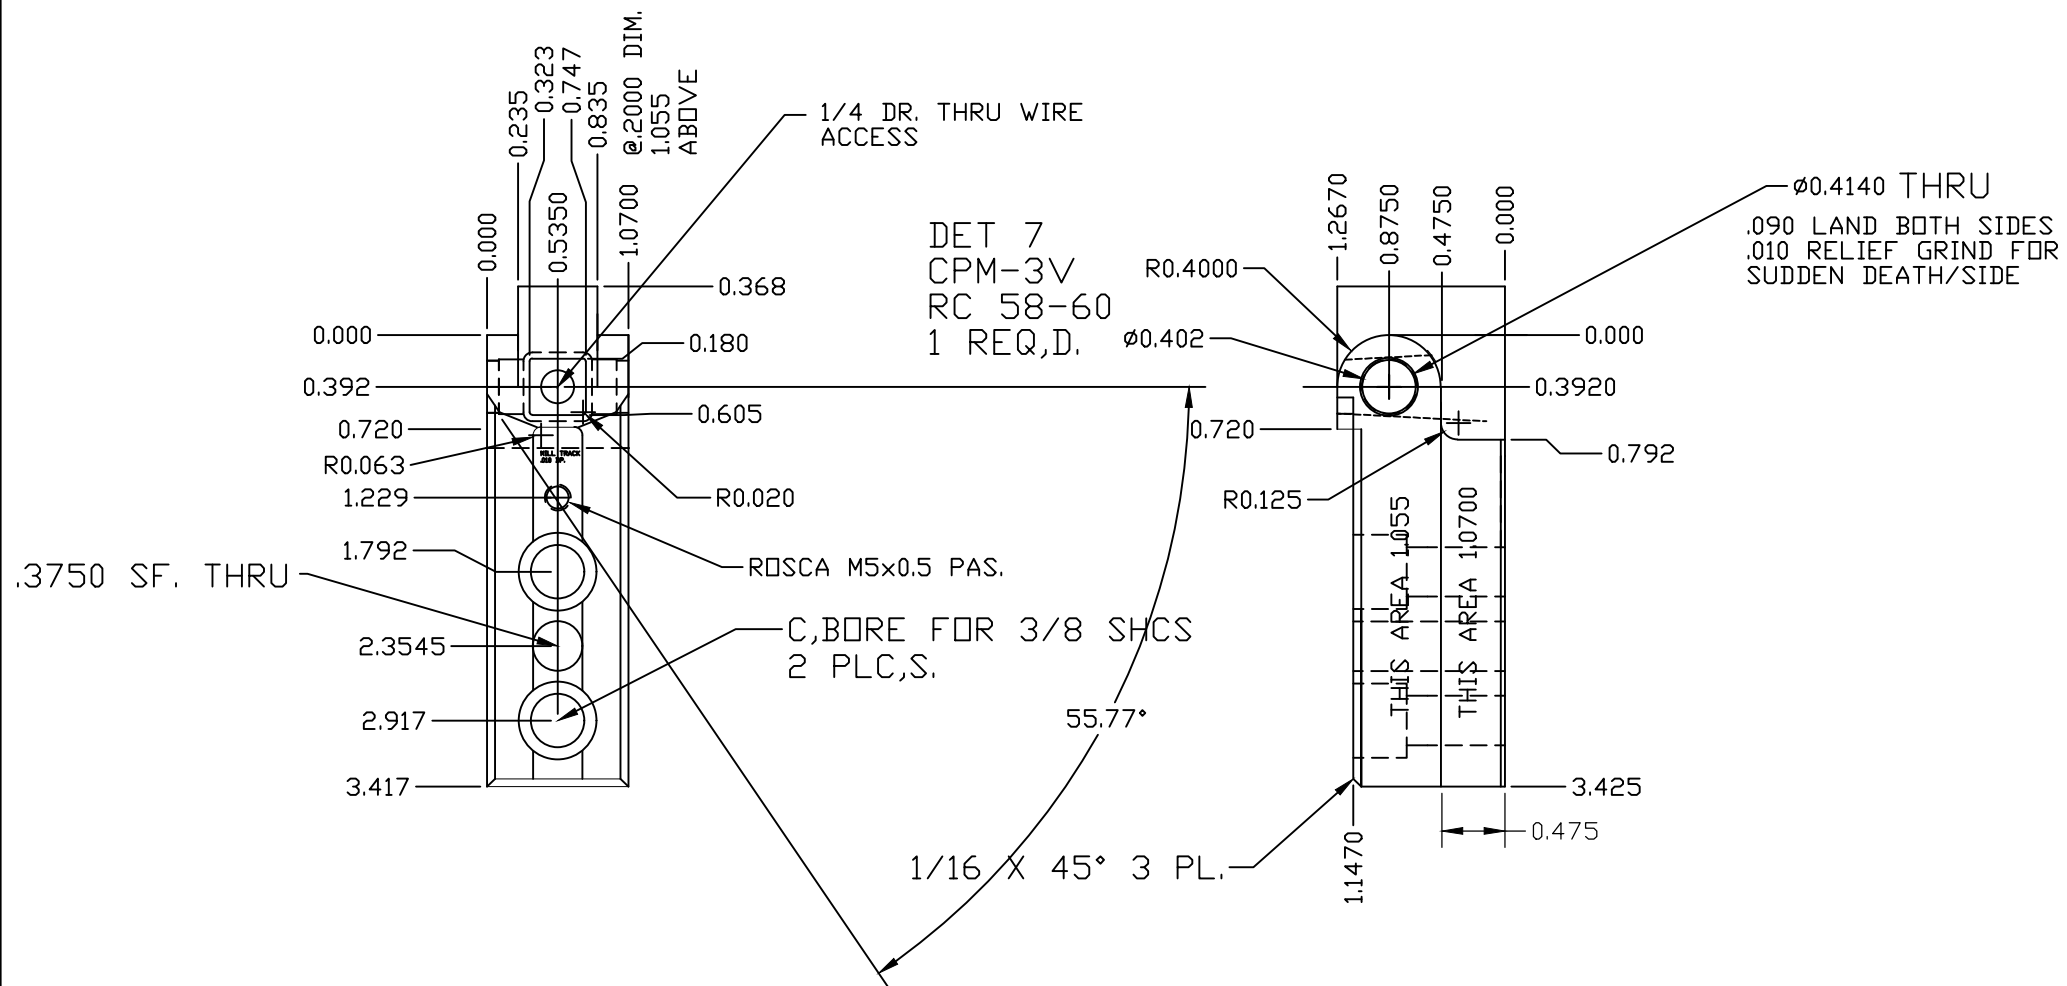 0.235
0.323
0.747
0.835
@.2000 DIM.
1.055
ABOVE
1/4 DR. THRU WIRE
ACCESS
0.000
0.5350
1.0700
0.368
0.000
0.180
0.392
0.605
0.720
R0.063
MILL TRACK
.010 DP.
1.229
R0.020
1.792
ROSCA M5x0.5 PAS.
.3750 SF. THRU
C,BORE FOR 3/8 SHCS
2 PLC,S.
2.3545
2.917
3.417
55.77°
DET 7
CPM-3V
RC 58-60
1 REQ,D.
1.2670
0.8750
0.4750
0.000
Ø0.4140 THRU
.090 LAND BOTH SIDES
.010 RELIEF GRIND FOR
SUDDEN DEATH/SIDE
R0.4000
Ø0.402
0.000
0.3920
0.720
0.792
R0.125
THIS AREA 1.055
THIS AREA 1.0700
3.425
0.475
1/16 X 45° 3 PL.
1.1470